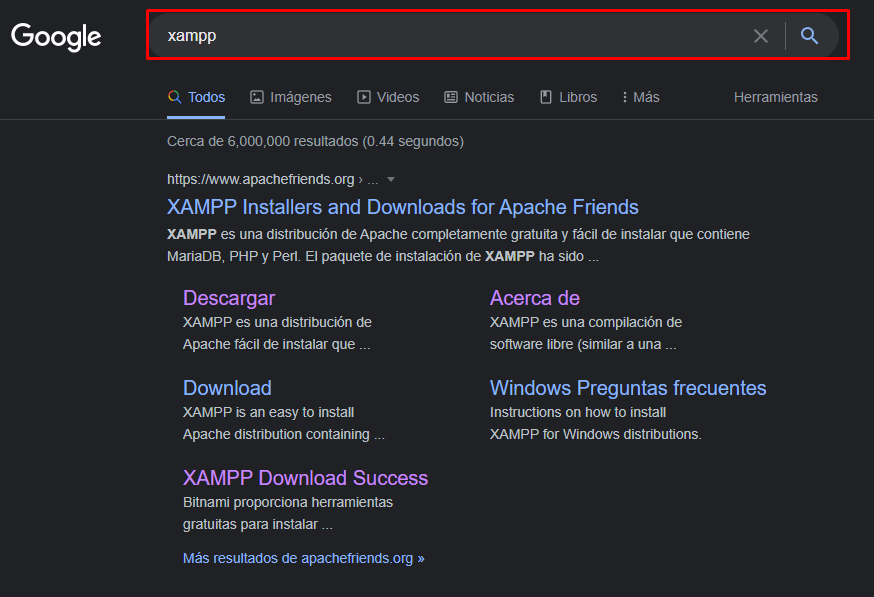 Google
xampp
Todos Imágenes Videos Noticias Libros Más Herramientas
Cerca de 6,000,000 resultados (0.44 segundos)
https://www.apachefriends.org › ...
XAMPP Installers and Downloads for Apache Friends
XAMPP es una distribución de Apache completamente gratuita y fácil de instalar que contiene
MariaDB, PHP y Perl. El paquete de instalación de XAMPP ha sido ...
Descargar
XAMPP es una distribución de
Apache fácil de instalar que ...
Acerca de
XAMPP es una compilación de
software libre (similar a una ...
Download
XAMPP is an easy to install
Apache distribution containing ...
Windows Preguntas frecuentes
Instructions on how to install
XAMPP for Windows distributions.
XAMPP Download Success
Bitnami proporciona herramientas
gratuitas para instalar ...
Más resultados de apachefriends.org »